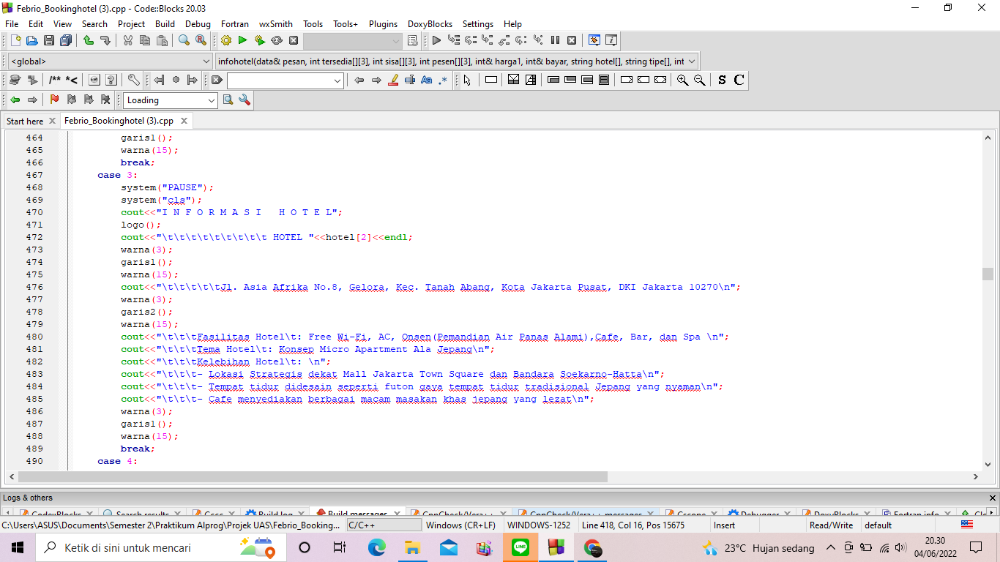 Febrio_Bookinghotel (3).cpp - Code::Blocks 20.03
File Edit View Search Project Build Debug Fortran wxSmith Tools Tools+ Plugins DoxyBlocks Settings Help
<global> infohotel(data& pesan, int tersedia[][3], int sisa[][3], int pesen[][3], int& harga1, int& bayar, string hotel[], string tipe[], int
/** *< Aa .* S C
Loading
Start here Febrio_Bookinghotel (3).cpp
464 garis1();
465 warna(15);
466 break;
467 case 3:
468 system("PAUSE");
469 system("cls");
470 cout<<"I N F O R M A S I   H O T E L";
471 logo();
472 cout<<"\t\t\t\t\t\t\t\t\t HOTEL "<<hotel[2]<<endl;
473 warna(3);
474 garis1();
475 warna(15);
476 cout<<"\t\t\t\t\tJl. Asia Afrika No.8, Gelora, Kec. Tanah Abang, Kota Jakarta Pusat, DKI Jakarta 10270\n";
477 warna(3);
478 garis2();
479 warna(15);
480 cout<<"\t\t\tFasilitas Hotel\t: Free Wi-Fi, AC, Onsen(Pemandian Air Panas Alami),Cafe, Bar, dan Spa \n";
481 cout<<"\t\t\tTema Hotel\t: Konsep Micro Apartment Ala Jepang\n";
482 cout<<"\t\t\tKelebihan Hotel\t: \n";
483 cout<<"\t\t\t- Lokasi Strategis dekat Mall Jakarta Town Square dan Bandara Soekarno-Hatta\n";
484 cout<<"\t\t\t- Tempat tidur didesain seperti futon gaya tempat tidur tradisional Jepang yang nyaman\n";
485 cout<<"\t\t\t- Cafe menyediakan berbagai macam masakan khas jepang yang lezat\n";
486 warna(3);
487 garis1();
488 warna(15);
489 break;
490 case 4:
Logs & others
Code::Blocks Search results Cccc Build log Build messages CppCheck/Vera++ CppCheck/Vera++ messages Cscope Debugger DoxyBlocks Fortran info
C:\Users\ASUS\Documents\Semester 2\Praktikum Alprog\Projek UAS\Febrio_Booking... C/C++ Windows (CR+LF) WINDOWS-1252 Line 418, Col 16, Pos 15675 Insert Read/Write default
Ketik di sini untuk mencari LINE 23°C Hujan sedang 20.30
04/06/2022